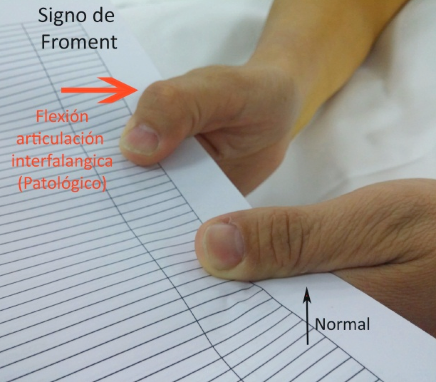 Signo de
Froment
Flexión
articulación
interfalangica
(Patológico)
Normal